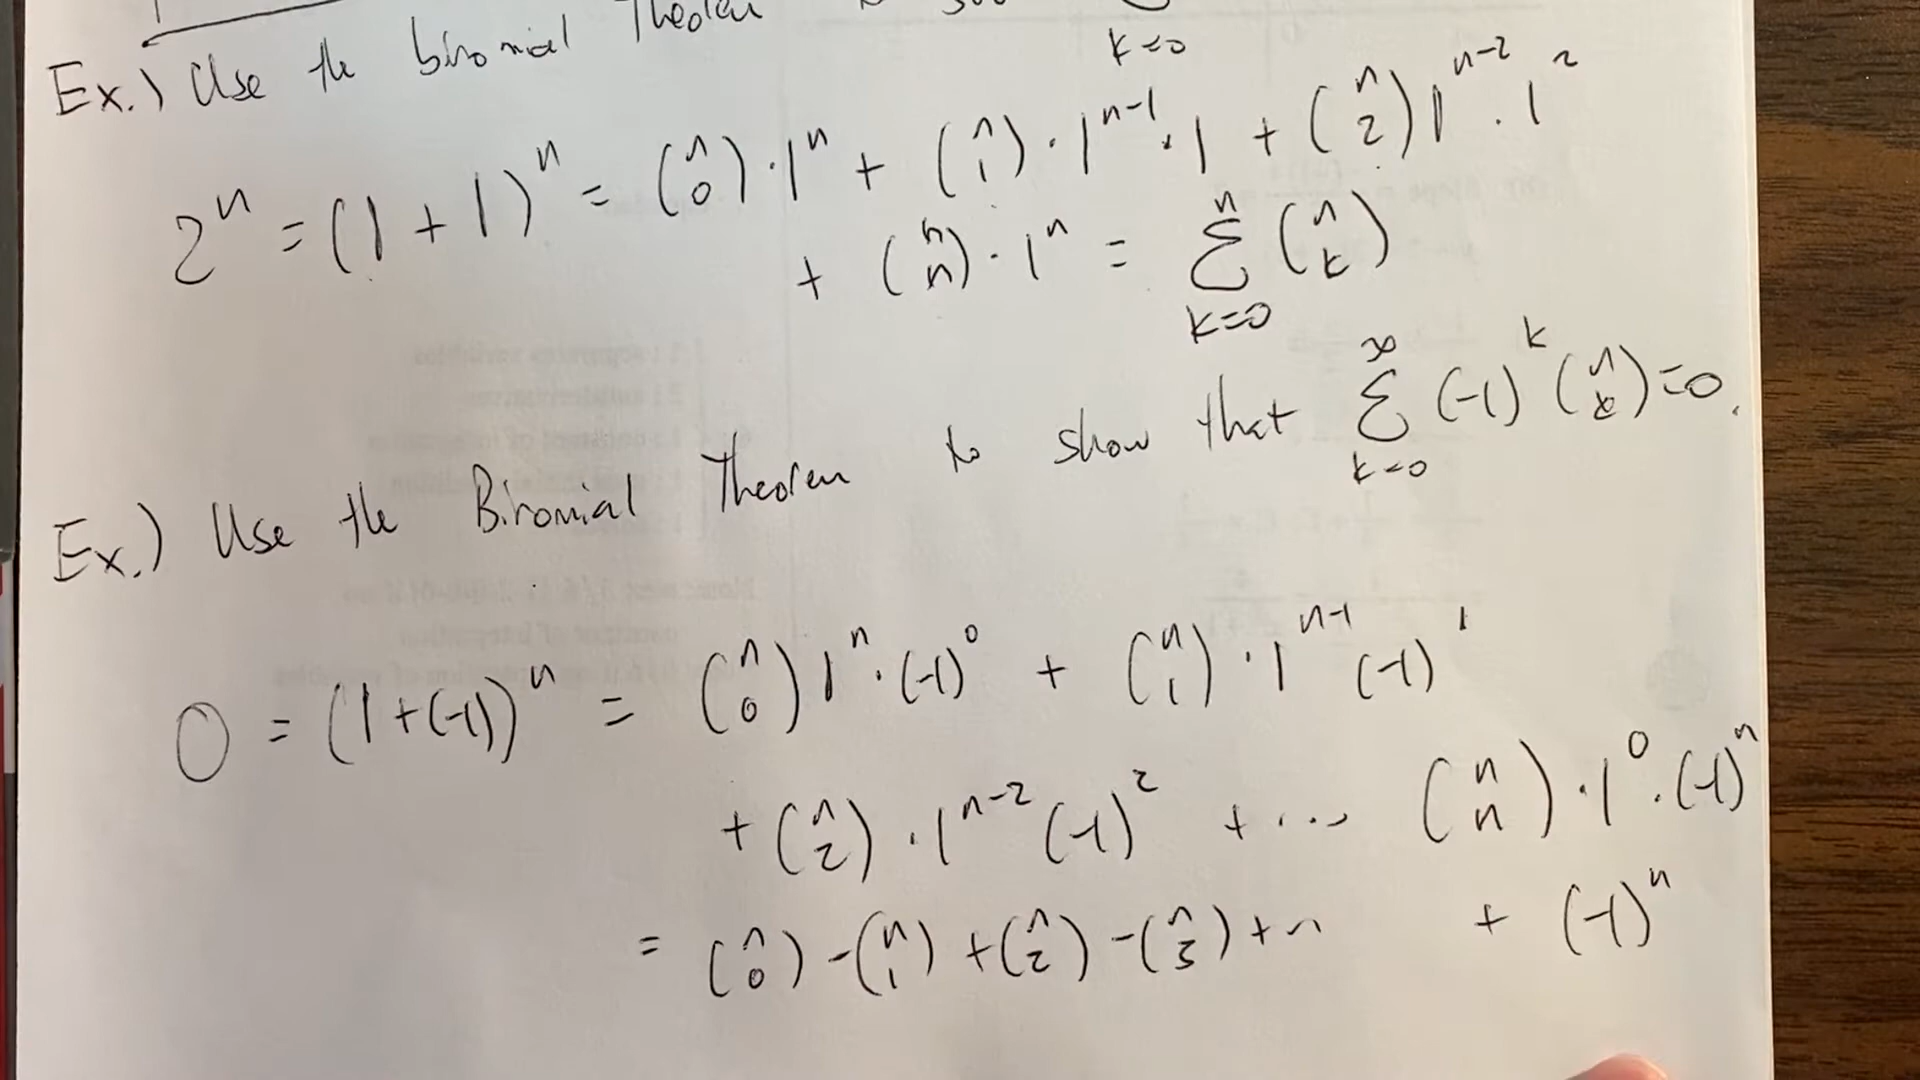 Ex.) Use the binomial Theorem to
k=0
2^n = (1+1)^n = (n 0)·1^n + (n 1)·1^{n-1}·1 + (n 2)1^{n-2}·1^2
+ (n n)·1^n = Σ_{k=0}^{n} (n k)
Ex.) Use the Binomial Theorem to show that Σ_{k=0}^{∞} (-1)^k (n k) = 0.
0 = (1+(-1))^n = (n 0)1^n·(-1)^0 + (n 1)·1^{n-1}(-1)^1
+ (n 2)·1^{n-2}(-1)^2 + ... (n n)·1^0·(-1)^n
= (n 0) - (n 1) + (n 2) - (n 3) + + (-1)^n